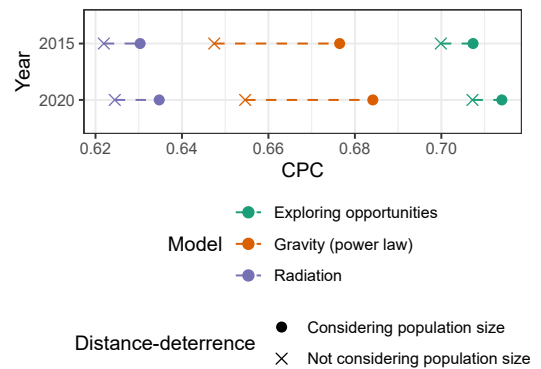 2015
2020
Year
0.62 0.64 0.66 0.68 0.70
CPC
Model
Exploring opportunities
Gravity (power law)
Radiation
Distance-deterrence
Considering population size
Not considering population size